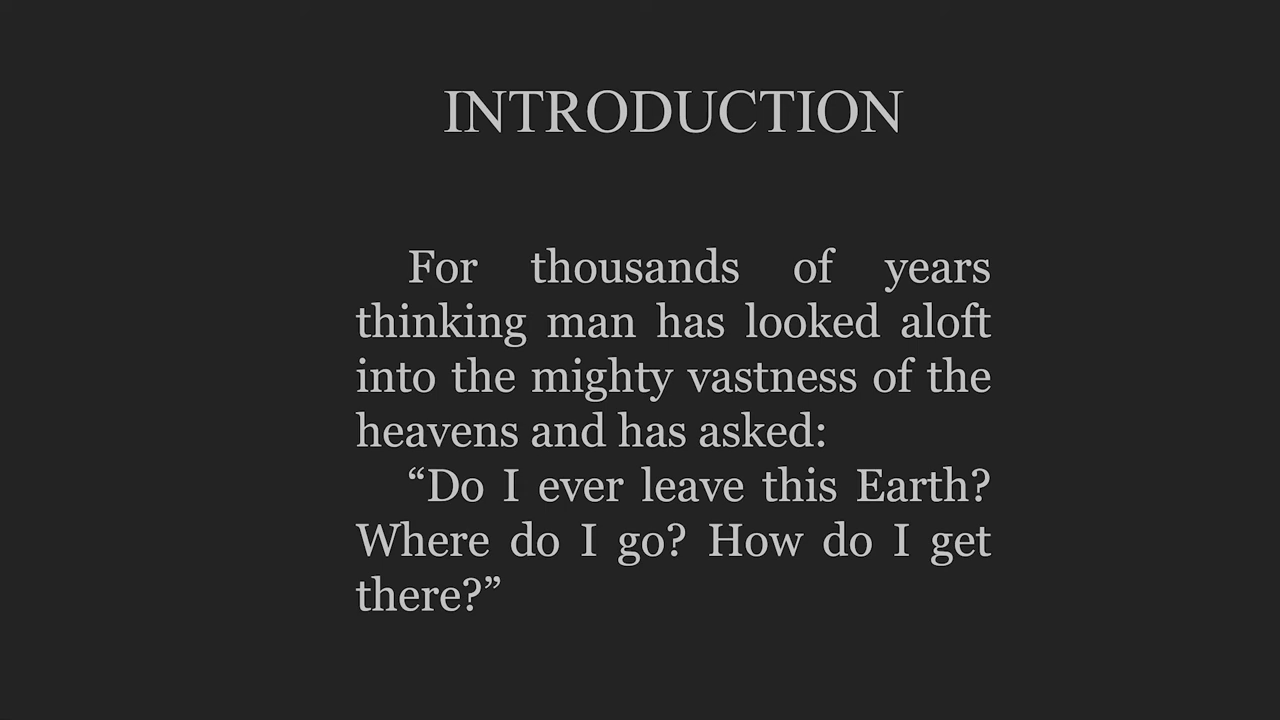 INTRODUCTION
For thousands of years
thinking man has looked aloft
into the mighty vastness of the
heavens and has asked:
“Do I ever leave this Earth?
Where do I go? How do I get
there?”